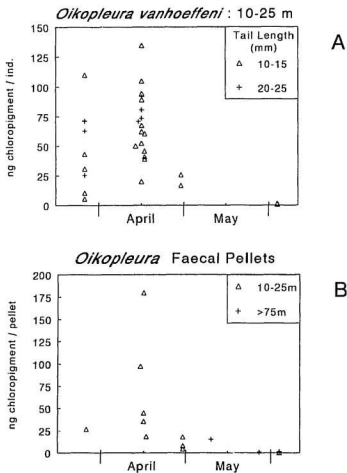 Oikopleura vanhoeffeni : 10-25 m
A
Tail Length
(mm)
△ 10-15
+ 20-25
ng chloropigment / ind.
150
125
100
75
50
25
0
April May
Oikopleura Faecal Pellets
B
△ 10-25m
+ >75m
ng chloropigment / pellet
200
175
150
125
100
75
50
25
0
April May